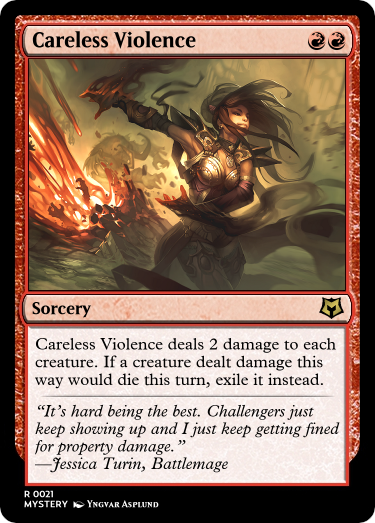 Careless Violence
Sorcery
Careless Violence deals 2 damage to each
creature. If a creature dealt damage this
way would die this turn, exile it instead.
“It’s hard being the best. Challengers just
keep showing up and I just keep getting fined
for property damage.”
—Jessica Turin, Battlemage
R 0021
MYSTERY Yngvar Asplund